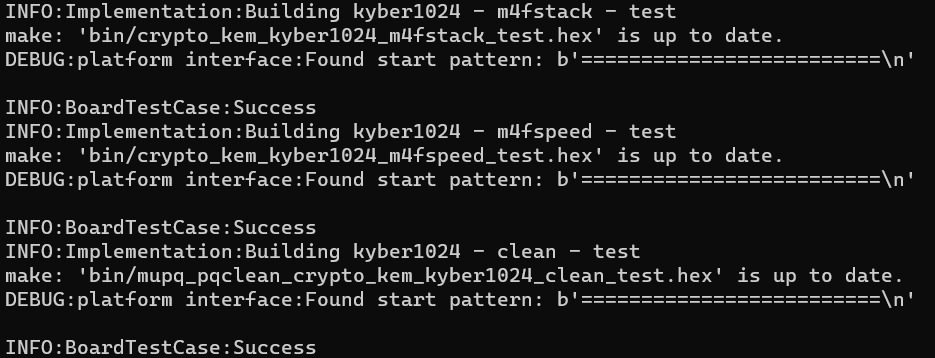 INFO:Implementation:Building kyber1024 - m4fstack - test
make: 'bin/crypto_kem_kyber1024_m4fstack_test.hex' is up to date.
DEBUG:platform interface:Found start pattern: b'=========================\n'

INFO:BoardTestCase:Success
INFO:Implementation:Building kyber1024 - m4fspeed - test
make: 'bin/crypto_kem_kyber1024_m4fspeed_test.hex' is up to date.
DEBUG:platform interface:Found start pattern: b'=========================\n'

INFO:BoardTestCase:Success
INFO:Implementation:Building kyber1024 - clean - test
make: 'bin/mupq_pqclean_crypto_kem_kyber1024_clean_test.hex' is up to date.
DEBUG:platform interface:Found start pattern: b'=========================\n'

INFO:BoardTestCase:Success